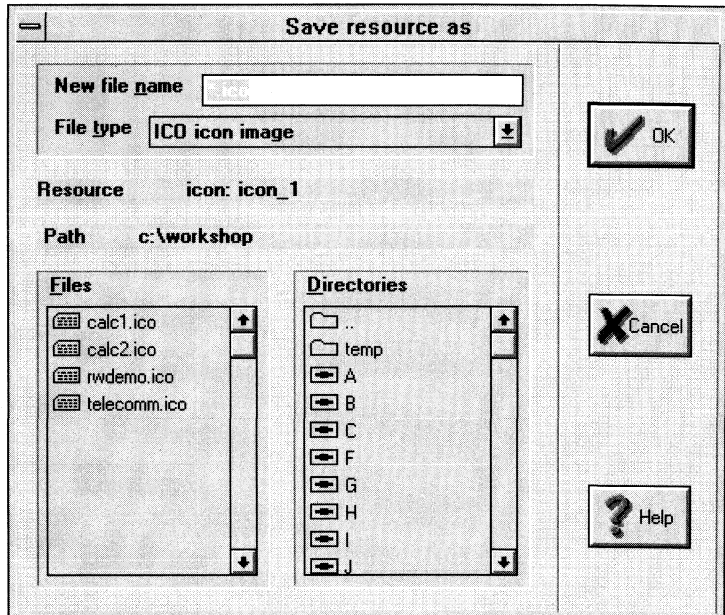 Save resource as
New file name *.ico
File type ICO icon image
OK
Resource icon: icon_1
Path c:\workshop
Files
calc1.ico
calc2.ico
rwdemo.ico
telecomm.ico
Directories
..
temp
A
B
C
F
G
H
I
J
Cancel
Help